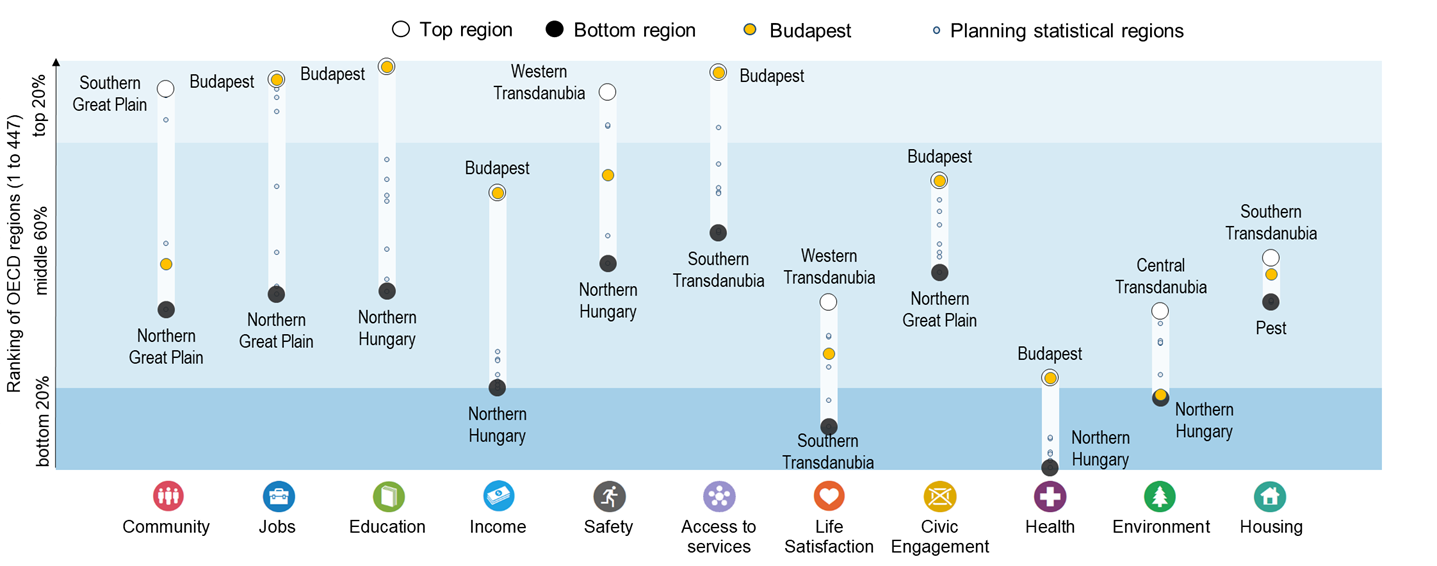 Top region
Bottom region
Budapest
Planning statistical regions
Ranking of OECD regions (1 to 447)
top 20%
middle 60%
bottom 20%
Southern
Great Plain
Northern
Great Plain
Budapest
Northern
Great Plain
Budapest
Northern
Hungary
Budapest
Northern
Hungary
Western
Transdanubia
Northern
Hungary
Budapest
Southern
Transdanubia
Western
Transdanubia
Southern
Transdanubia
Budapest
Northern
Great Plain
Budapest
Northern
Hungary
Central
Transdanubia
Northern
Hungary
Southern
Transdanubia
Pest
Community
Jobs
Education
Income
Safety
Access to
services
Life
Satisfaction
Civic
Engagement
Health
Environment
Housing